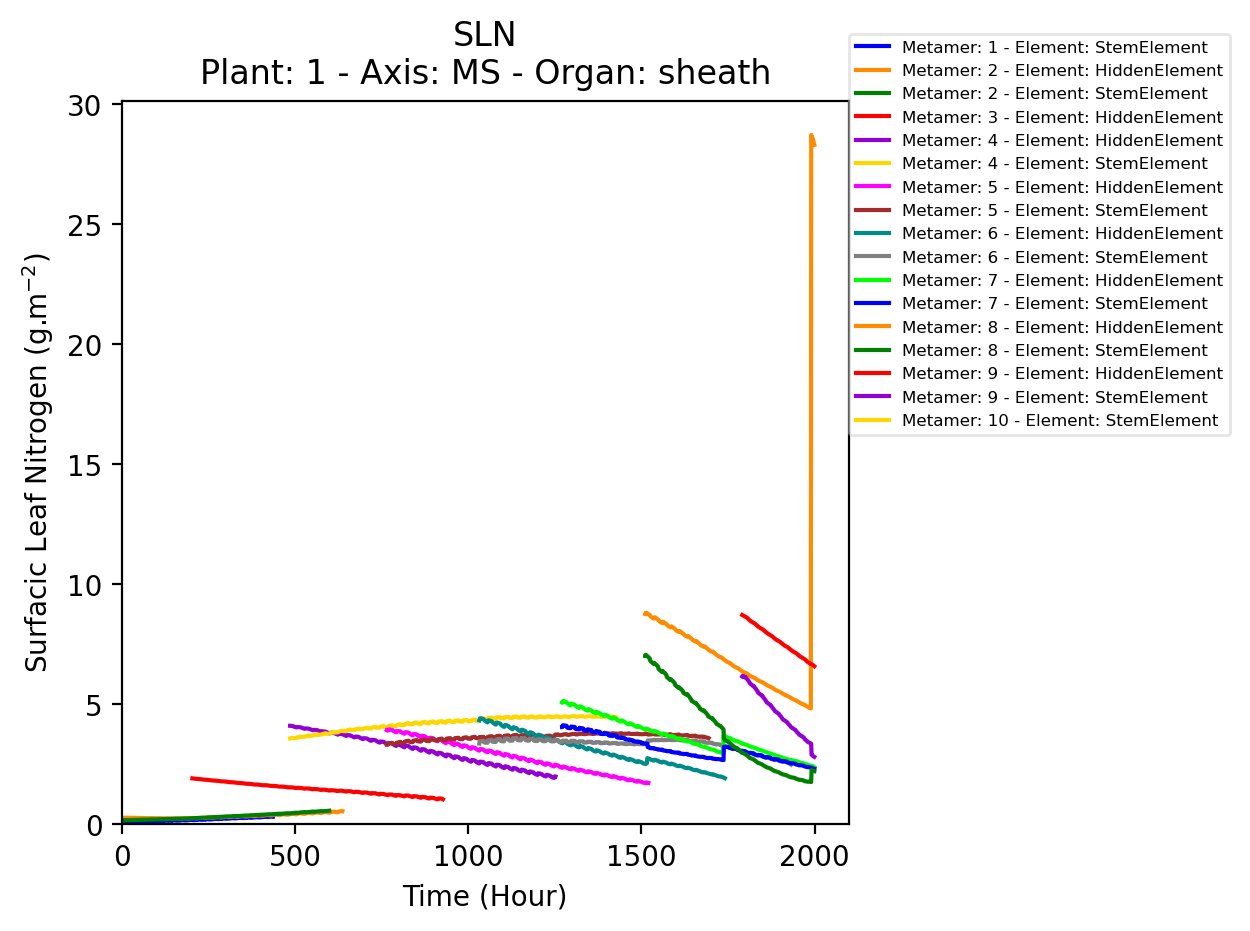 SLN
Plant: 1 - Axis: MS - Organ: sheath
Surfacic Leaf Nitrogen (g.m⁻²)
30
25
20
15
10
5
0
0 500 1000 1500 2000
Time (Hour)
Metamer: 1 - Element: StemElement
Metamer: 2 - Element: HiddenElement
Metamer: 2 - Element: StemElement
Metamer: 3 - Element: HiddenElement
Metamer: 4 - Element: HiddenElement
Metamer: 4 - Element: StemElement
Metamer: 5 - Element: HiddenElement
Metamer: 5 - Element: StemElement
Metamer: 6 - Element: HiddenElement
Metamer: 6 - Element: StemElement
Metamer: 7 - Element: HiddenElement
Metamer: 7 - Element: StemElement
Metamer: 8 - Element: HiddenElement
Metamer: 8 - Element: StemElement
Metamer: 9 - Element: HiddenElement
Metamer: 9 - Element: StemElement
Metamer: 10 - Element: StemElement